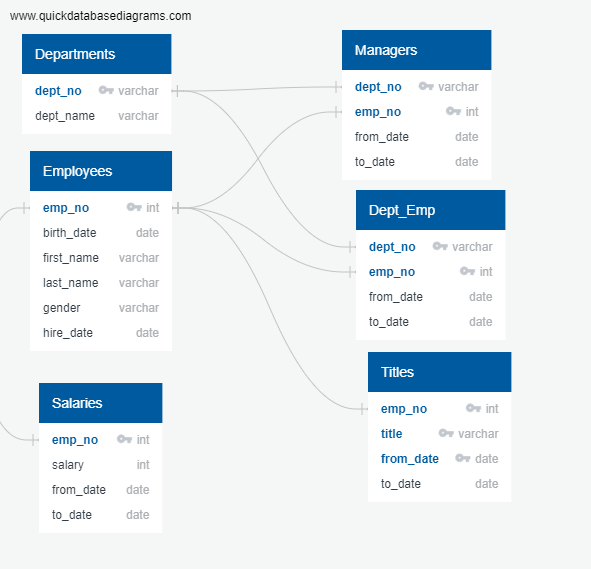 www.quickdatabasediagrams.com
Departments
dept_no varchar
dept_name varchar
Employees
emp_no int
birth_date date
first_name varchar
last_name varchar
gender varchar
hire_date date
Salaries
emp_no int
salary int
from_date date
to_date date
Managers
dept_no varchar
emp_no int
from_date date
to_date date
Dept_Emp
dept_no varchar
emp_no int
from_date date
to_date date
Titles
emp_no int
title varchar
from_date date
to_date date